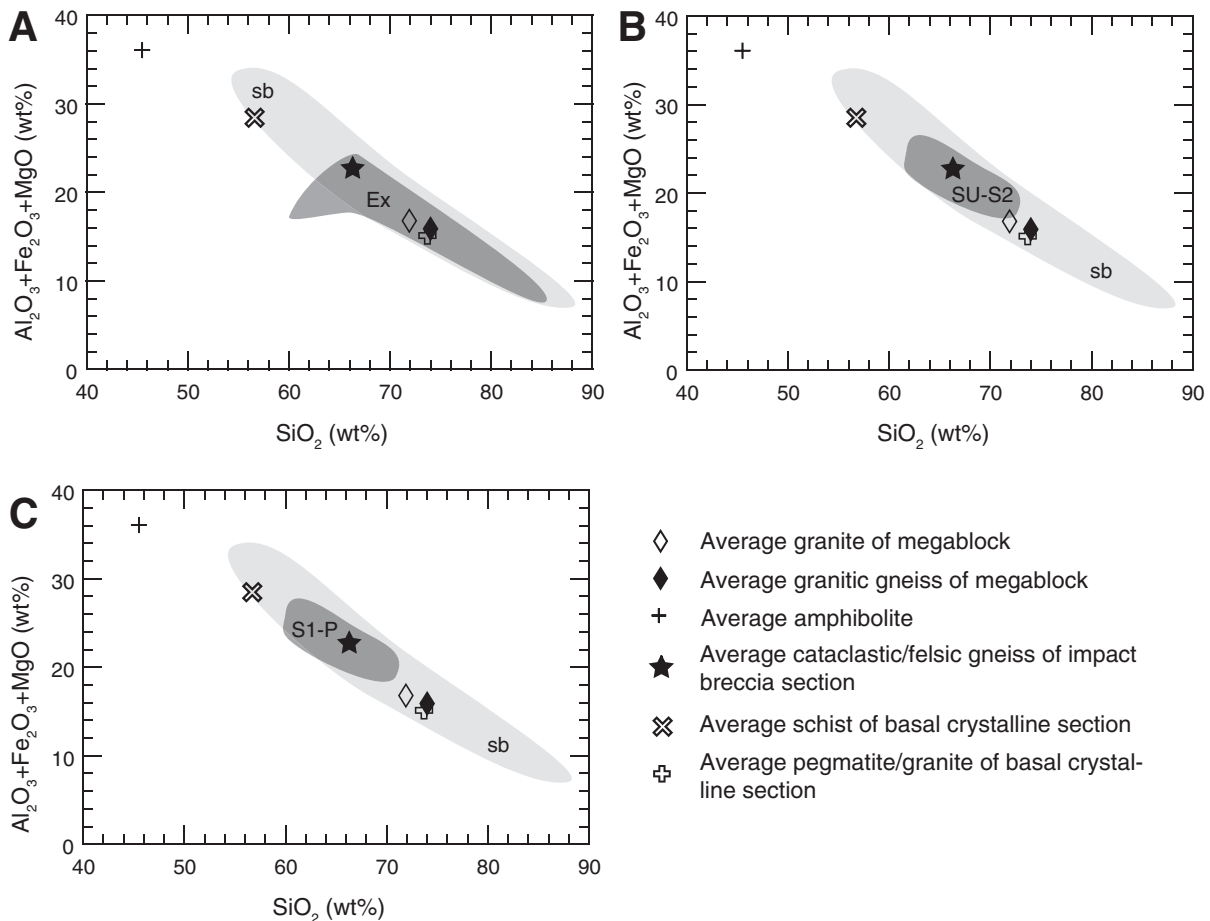 A
40
30
20
10
0
40
50
60
70
80
90
Al₂O₃+Fe₂O₃+MgO (wt%)
SiO₂ (wt%)
sb
Ex
B
40
30
20
10
0
40
50
60
70
80
90
Al₂O₃+Fe₂O₃+MgO (wt%)
SiO₂ (wt%)
SU-S2
sb
C
40
30
20
10
0
40
50
60
70
80
90
Al₂O₃+Fe₂O₃+MgO (wt%)
SiO₂ (wt%)
S1-P
sb
Average granite of megablock
Average granitic gneiss of megablock
Average amphibolite
Average cataclastic/felsic gneiss of impact
breccia section
Average schist of basal crystalline section
Average pegmatite/granite of basal crystal-
line section